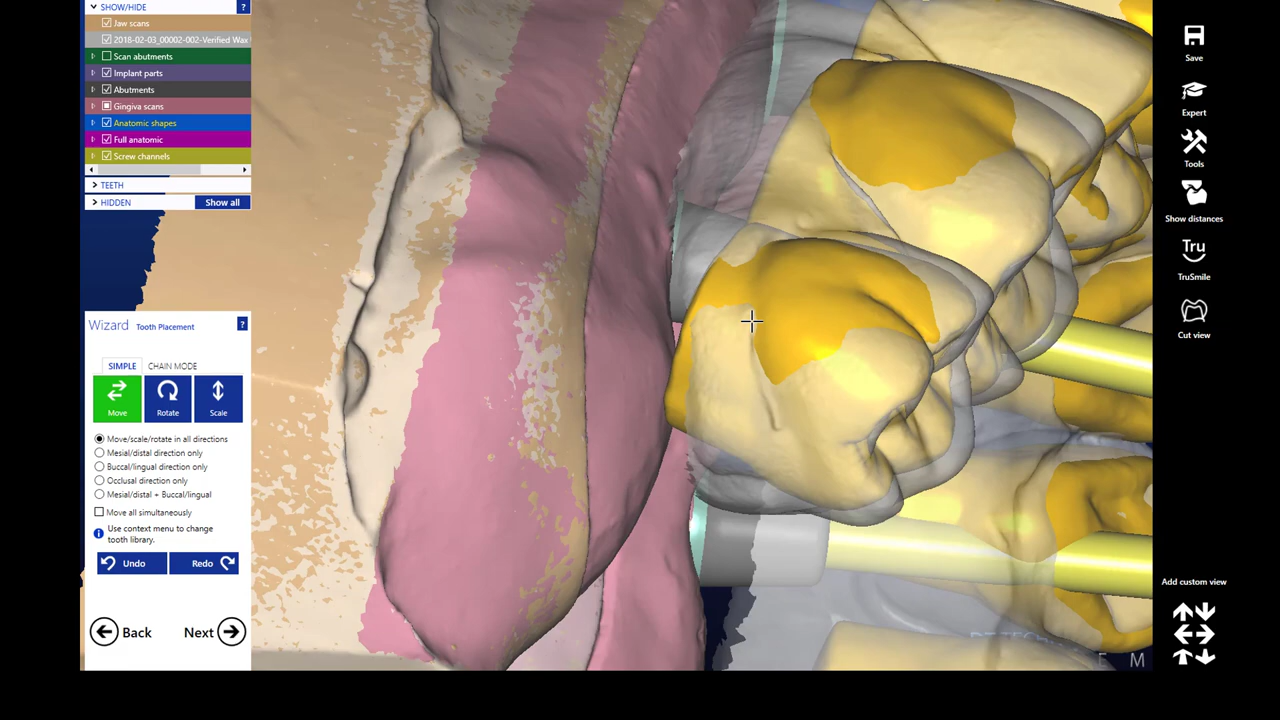 SHOW/HIDE ?
Jaw scans
2018-02-03_00002-002-Verified Wax
Scan abutments
Implant parts
Abutments
Gingiva scans
Anatomic shapes
Full anatomic
Screw channels
TEETH
HIDDEN Show all
Wizard Tooth Placement ?
SIMPLE CHAIN MODE
Move Rotate Scale
Move/scale/rotate in all directions
Mesial/distal direction only
Buccal/lingual direction only
Occlusal direction only
Mesial/distal + Buccal/lingual
Move all simultaneously
Use context menu to change
tooth library.
Undo Redo
Back Next
Save
Expert
Tools
Show distances
Tru
TruSmile
Cut view
Add custom view
E M